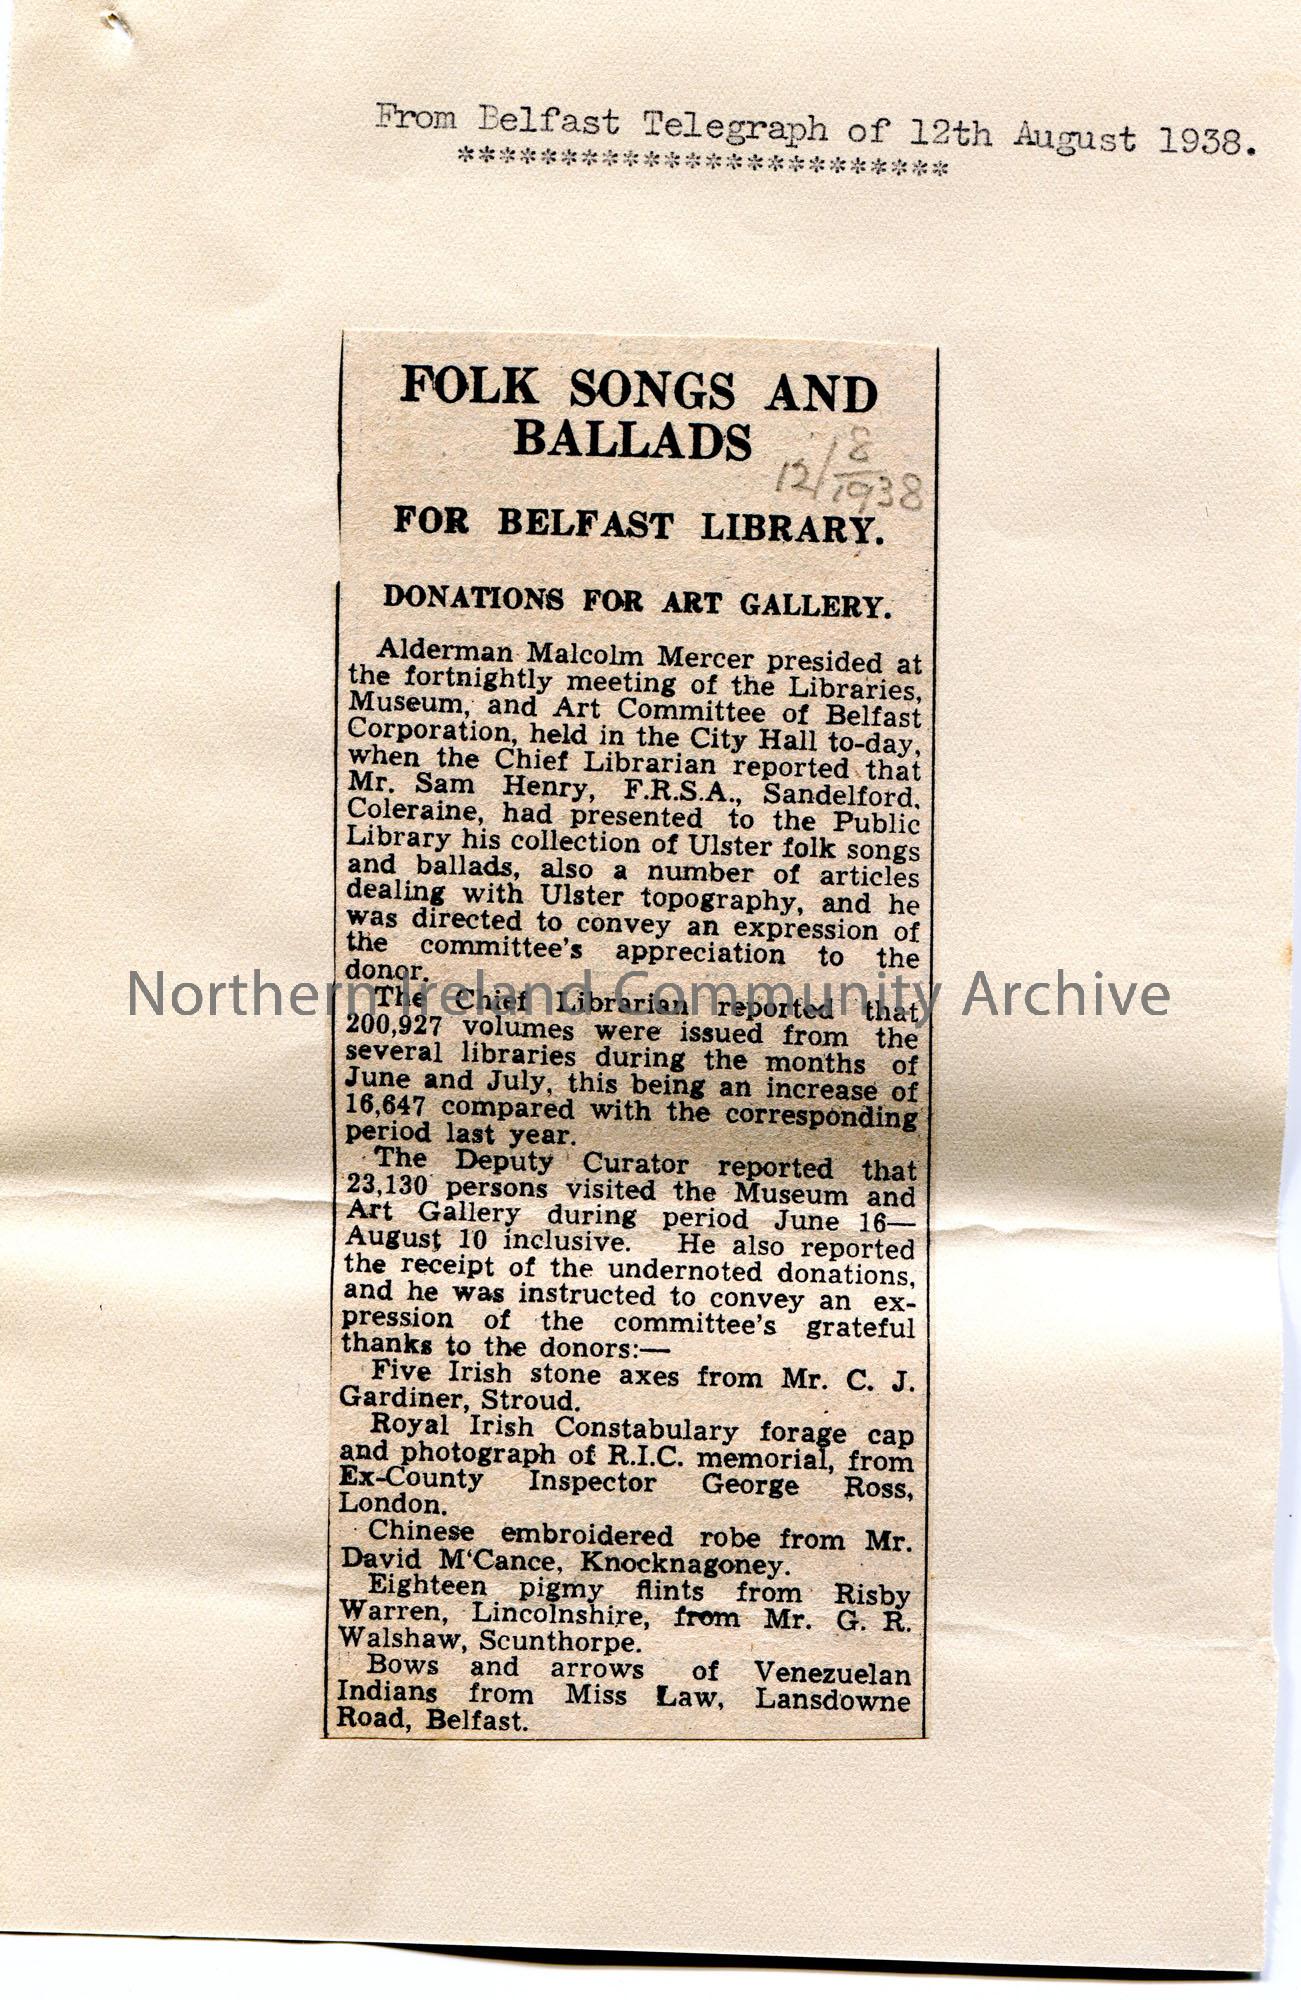 From Belfast Telegraph of 12th August 1938.
************************
FOLK SONGS AND
BALLADS
12/8/1938
FOR BELFAST LIBRARY.
DONATIONS FOR ART GALLERY.
Alderman Malcolm Mercer presided at
the fortnightly meeting of the Libraries,
Museum, and Art Committee of Belfast
Corporation, held in the City Hall to-day,
when the Chief Librarian reported that
Mr. Sam Henry, F.R.S.A., Sandelford,
Coleraine, had presented to the Public
Library his collection of Ulster folk songs
and ballads, also a number of articles
dealing with Ulster topography, and he
was directed to convey an expression of
the committee's appreciation to the
donor.
Northern Ireland Community Archive
The Chief Librarian reported that
200,927 volumes were issued from the
several libraries during the months of
June and July, this being an increase of
16,647 compared with the corresponding
period last year.
The Deputy Curator reported that
23,130 persons visited the Museum and
Art Gallery during period June 16—
August 10 inclusive. He also reported
the receipt of the undernoted donations,
and he was instructed to convey an ex-
pression of the committee's grateful
thanks to the donors:—
Five Irish stone axes from Mr. C. J.
Gardiner, Stroud.
Royal Irish Constabulary forage cap
and photograph of R.I.C. memorial, from
Ex-County Inspector George Ross,
London.
Chinese embroidered robe from Mr.
David M'Cance, Knocknagoney.
Eighteen pigmy flints from Risby
Warren, Lincolnshire, from Mr. G. R.
Walshaw, Scunthorpe.
Bows and arrows of Venezuelan
Indians from Miss Law, Lansdowne
Road, Belfast.